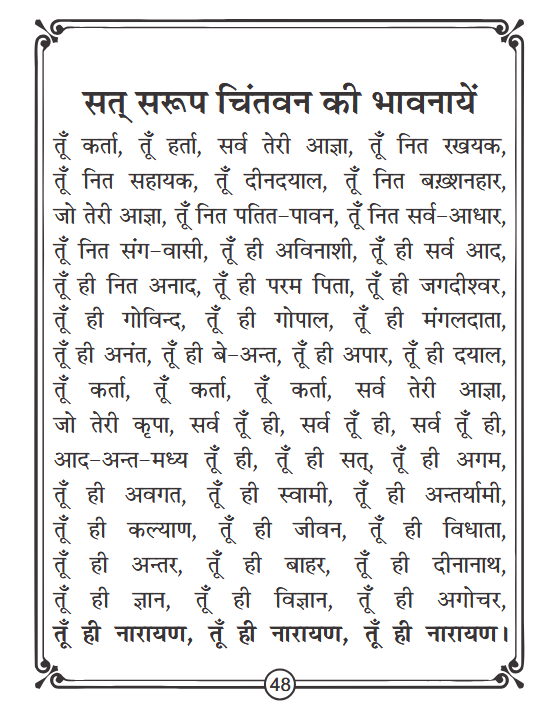 सत् सरूप चिंतवन की भावनायें
तूँ कर्ता, तूँ हर्ता, सर्व तेरी आज्ञा, तूँ नित रखयक,
तूँ नित सहायक, तूँ दीनदयाल, तूँ नित बख़्शनहार,
जो तेरी आज्ञा, तूँ नित पतित-पावन, तूँ नित सर्व-आधार,
तूँ नित संग-वासी, तूँ ही अविनाशी, तूँ ही सर्व आद,
तूँ ही नित अनाद, तूँ ही परम पिता, तूँ ही जगदीश्वर,
तूँ ही गोविन्द, तूँ ही गोपाल, तूँ ही मंगलदाता,
तूँ ही अनंत, तूँ ही बे-अन्त, तूँ ही अपार, तूँ ही दयाल,
तूँ कर्ता, तूँ कर्ता, तूँ कर्ता, सर्व तेरी आज्ञा,
जो तेरी कृपा, सर्व तूँ ही, सर्व तूँ ही, सर्व तूँ ही,
आद-अन्त-मध्य तूँ ही, तूँ ही सत्, तूँ ही अगम,
तूँ ही अवगत, तूँ ही स्वामी, तूँ ही अन्तर्यामी,
तूँ ही कल्याण, तूँ ही जीवन, तूँ ही विधाता,
तूँ ही अन्तर, तूँ ही बाहर, तूँ ही दीनानाथ,
तूँ ही ज्ञान, तूँ ही विज्ञान, तूँ ही अगोचर,
तूँ ही नारायण, तूँ ही नारायण, तूँ ही नारायण।
48